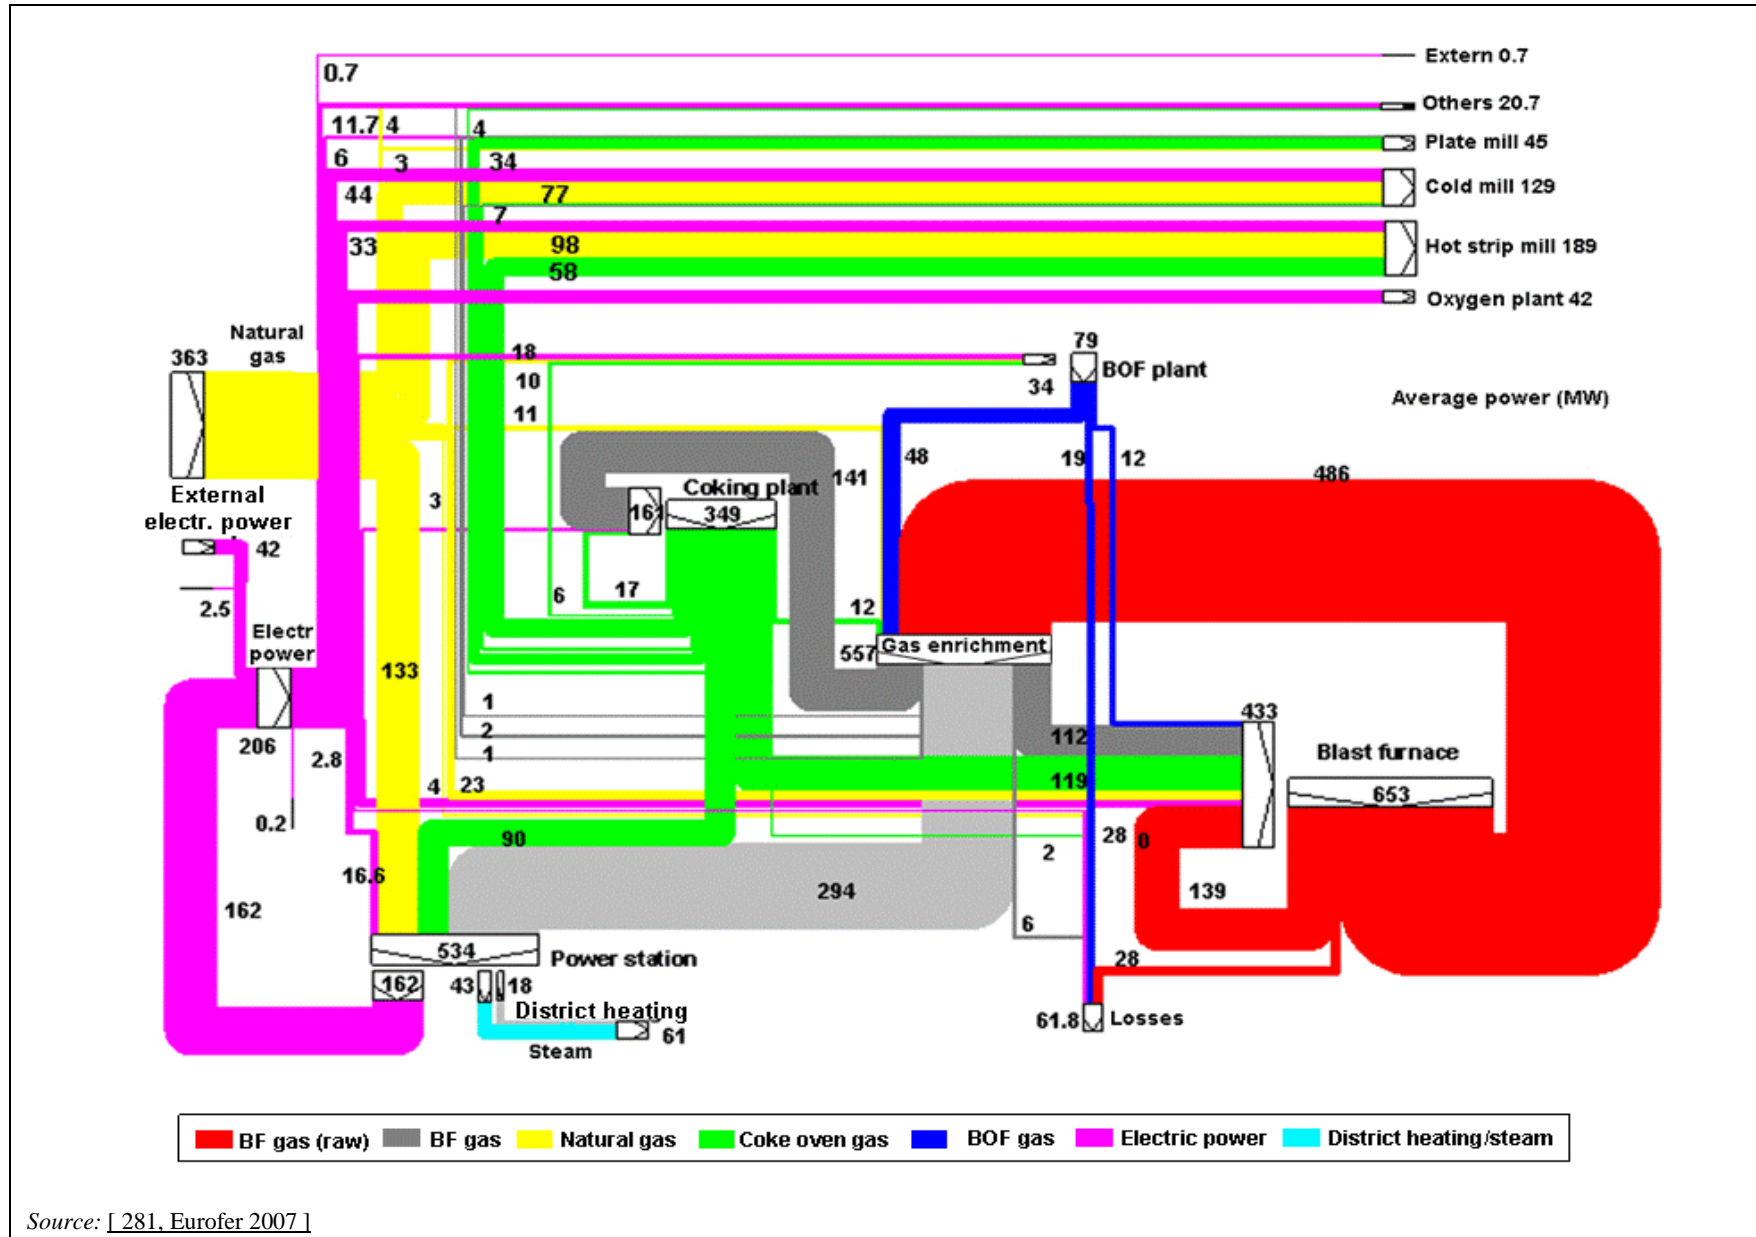 Extern 0.7
0.7
Others 20.7
11.7 4 4
Plate mill 45
6 3 34
Cold mill 129
44 77
7
33 98
Hot strip mill 189
58
Oxygen plant 42
Natural
gas
363
18
79
BOF plant
10
34
Average power (MW)
11
48
19 12
486
141
External
electr. power
3
Coking plant
161 349
42
2.5
6 17
12
Electr
power
133
557 Gas enrichment
1
433
206
2
112
Blast furnace
2.8
1
4 23
119
653
0.2
90
28 0
2
16.6
294
139
162
6
534
Power station
28
162 43 18
District heating
61
61.8 Losses
Steam
BF gas (raw) BF gas Natural gas Coke oven gas BOF gas Electric power District heating/steam
Source: [ 281, Eurofer 2007 ]